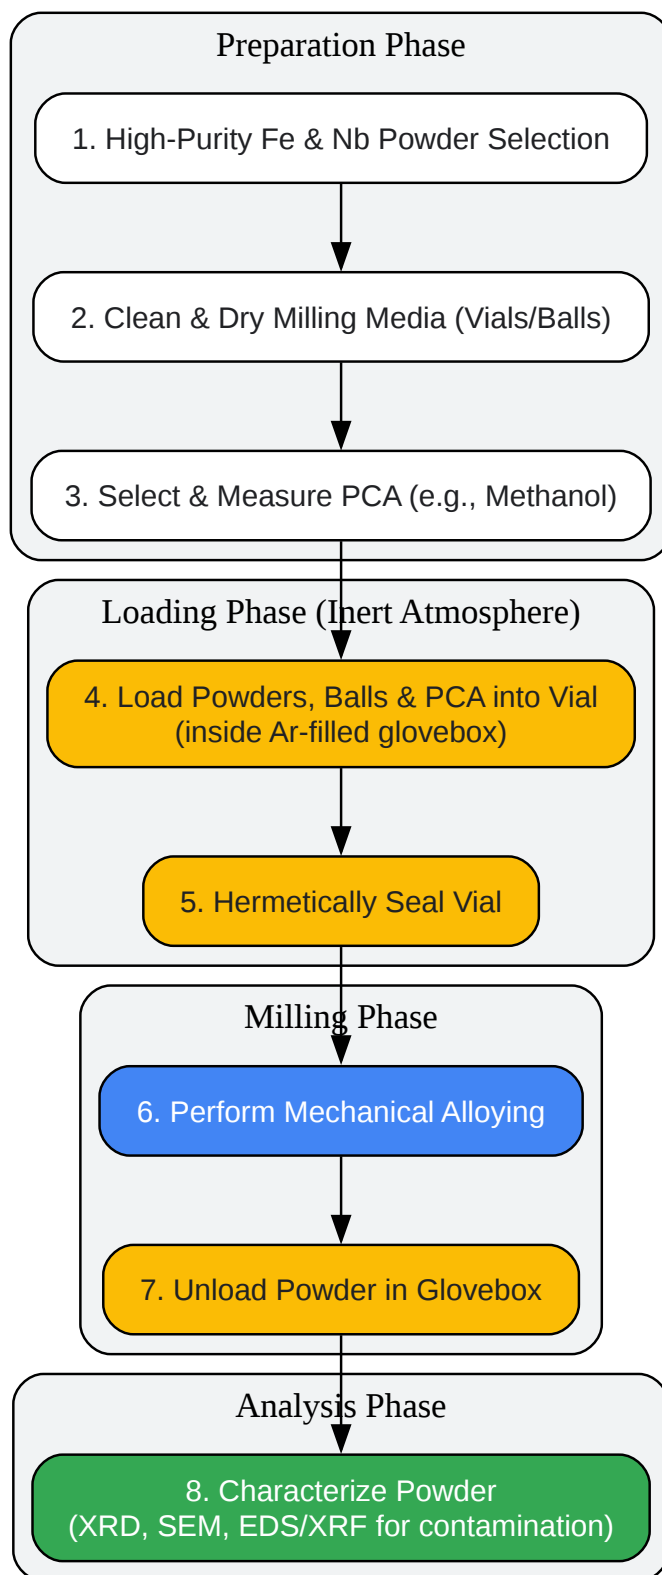 Preparation Phase
1. High-Purity Fe & Nb Powder Selection
2. Clean & Dry Milling Media (Vials/Balls)
3. Select & Measure PCA (e.g., Methanol)
Loading Phase (Inert Atmosphere)
4. Load Powders, Balls & PCA into Vial
(inside Ar-filled glovebox)
5. Hermetically Seal Vial
Milling Phase
6. Perform Mechanical Alloying
7. Unload Powder in Glovebox
Analysis Phase
8. Characterize Powder
(XRD, SEM, EDS/XRF for contamination)